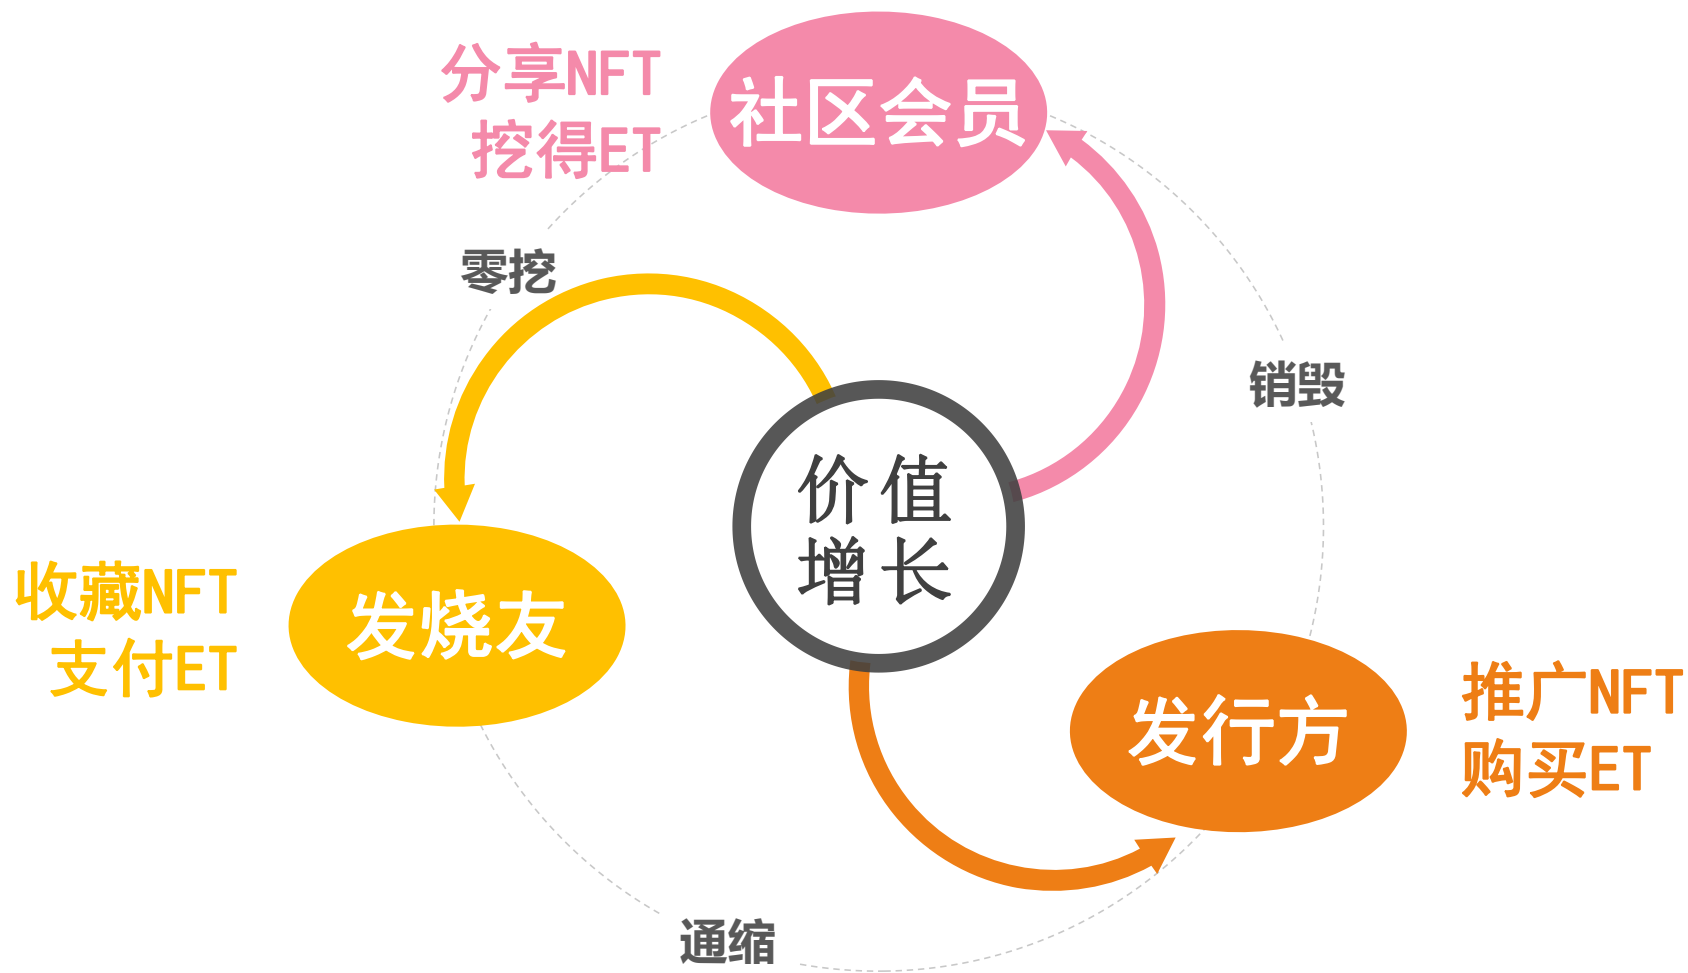 分享NFT
挖得ET
社区会员
零挖
销毁
价值
增长
收藏NFT
支付ET
发烧友
发行方
推广NFT
购买ET
通缩